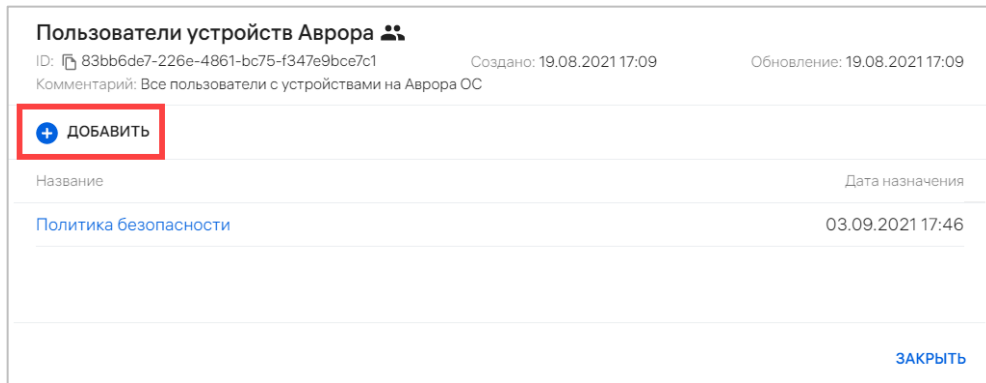 Пользователи устройств Аврора
ID: 83bb6de7-226e-4861-bc75-f347e9bce7c1 Создано: 19.08.2021 17:09 Обновление: 19.08.2021 17:09
Комментарий: Все пользователи с устройствами на Аврора ОС
ДОБАВИТЬ
Название Дата назначения
Политика безопасности 03.09.2021 17:46
ЗАКРЫТЬ